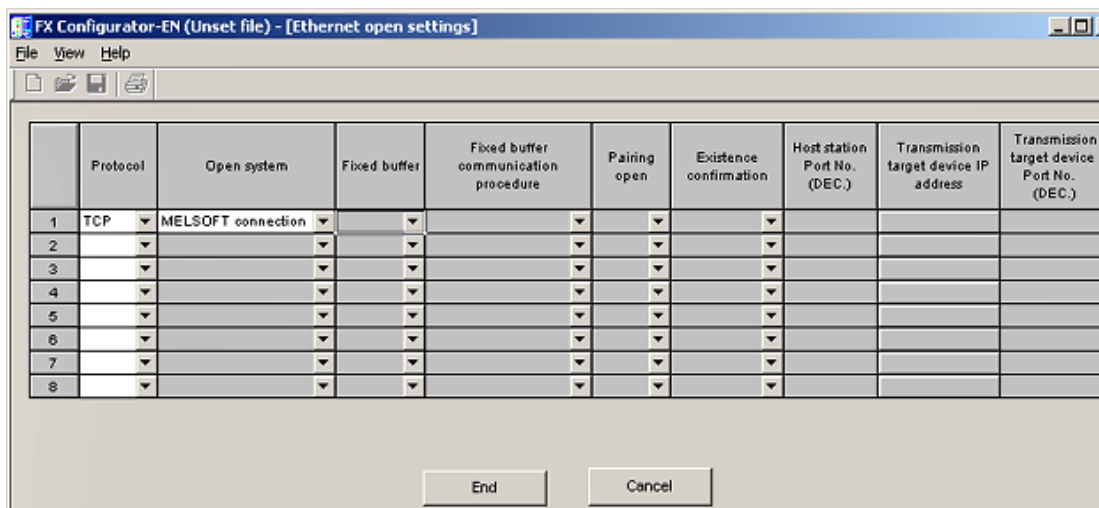 FX Configurator-EN (Unset file) - [Ethernet open settings]
File View Help
Protocol
Open system
Fixed buffer
Fixed buffer
communication
procedure
Pairing
open
Existence
confirmation
Host station
Port No.
(DEC.)
Transmission
target device IP
address
Transmission
target device
Port No.
(DEC.)
1 TCP MELSOFT connection
2
3
4
5
6
7
8
End Cancel